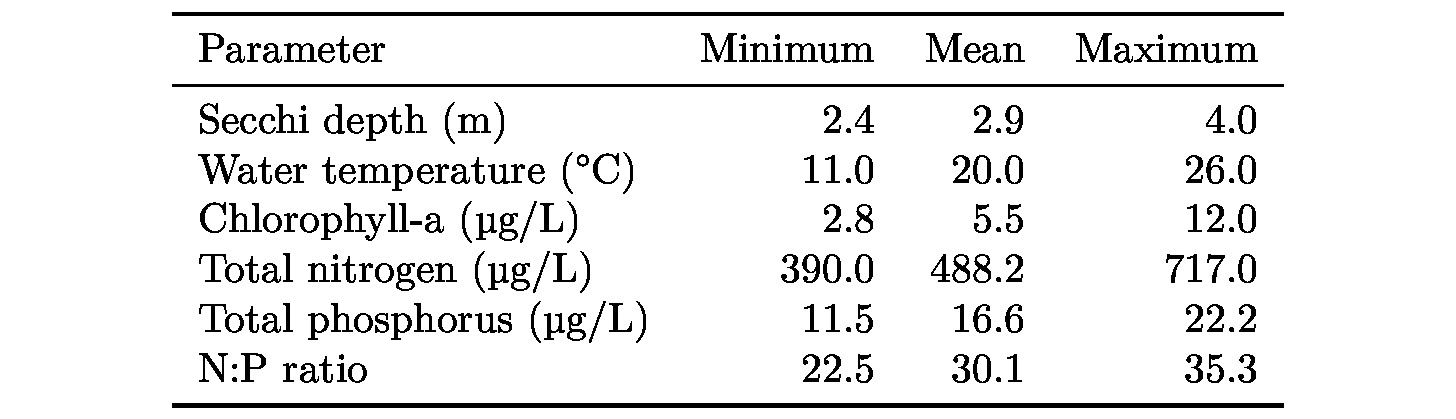 Parameter Minimum Mean Maximum
Secchi depth (m) 2.4 2.9 4.0
Water temperature (°C) 11.0 20.0 26.0
Chlorophyll-a (µg/L) 2.8 5.5 12.0
Total nitrogen (µg/L) 390.0 488.2 717.0
Total phosphorus (µg/L) 11.5 16.6 22.2
N:P ratio 22.5 30.1 35.3